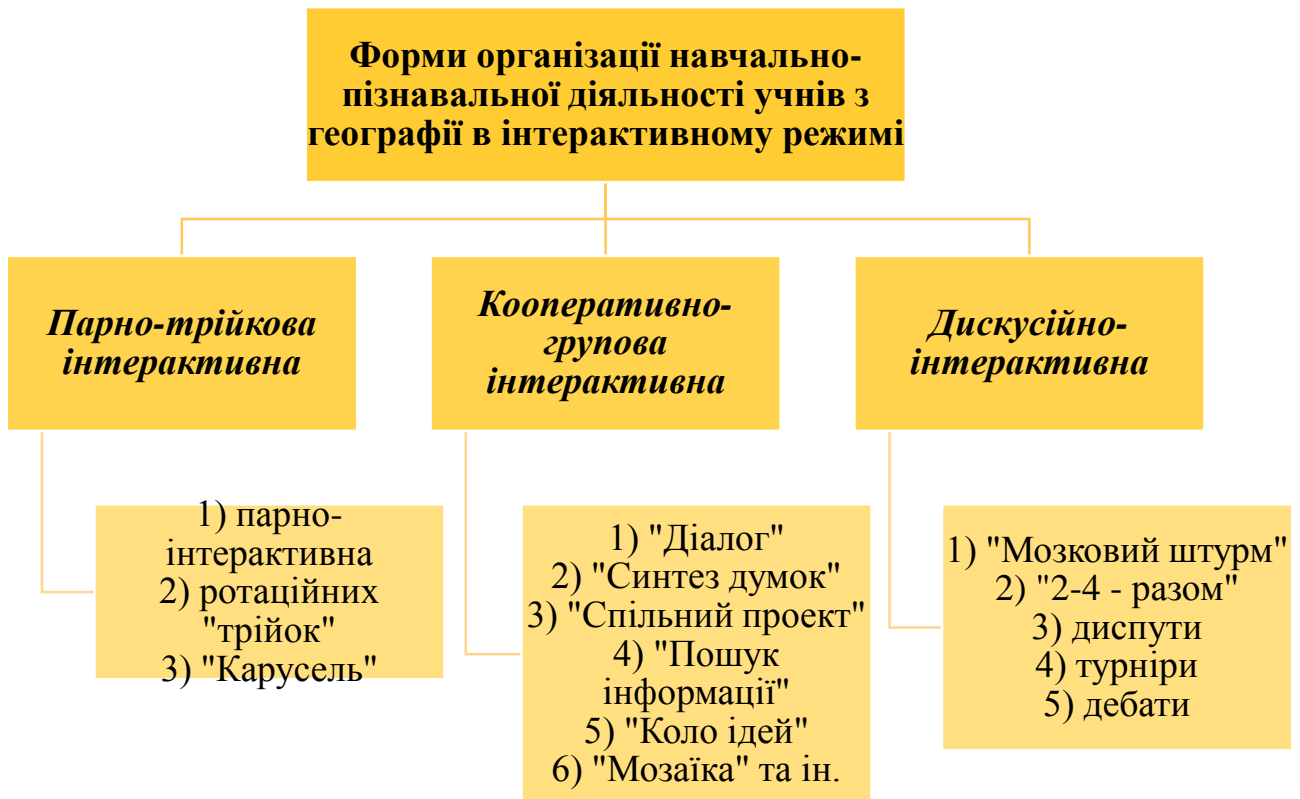 Форми організації навчально-
пізнавальної діяльності учнів з
географії в інтерактивному режимі
Парно-трійкова
інтерактивна
Кооперативно-
групова
інтерактивна
Дискусійно-
інтерактивна
1) парно-
інтерактивна
2) ротаційних
"трійок"
3) "Карусель"
1) "Діалог"
2) "Синтез думок"
3) "Спільний проект"
4) "Пошук
інформації"
5) "Коло ідей"
6) "Мозаїка" та ін.
1) "Мозковий штурм"
2) "2-4 - разом"
3) диспути
4) турніри
5) дебати